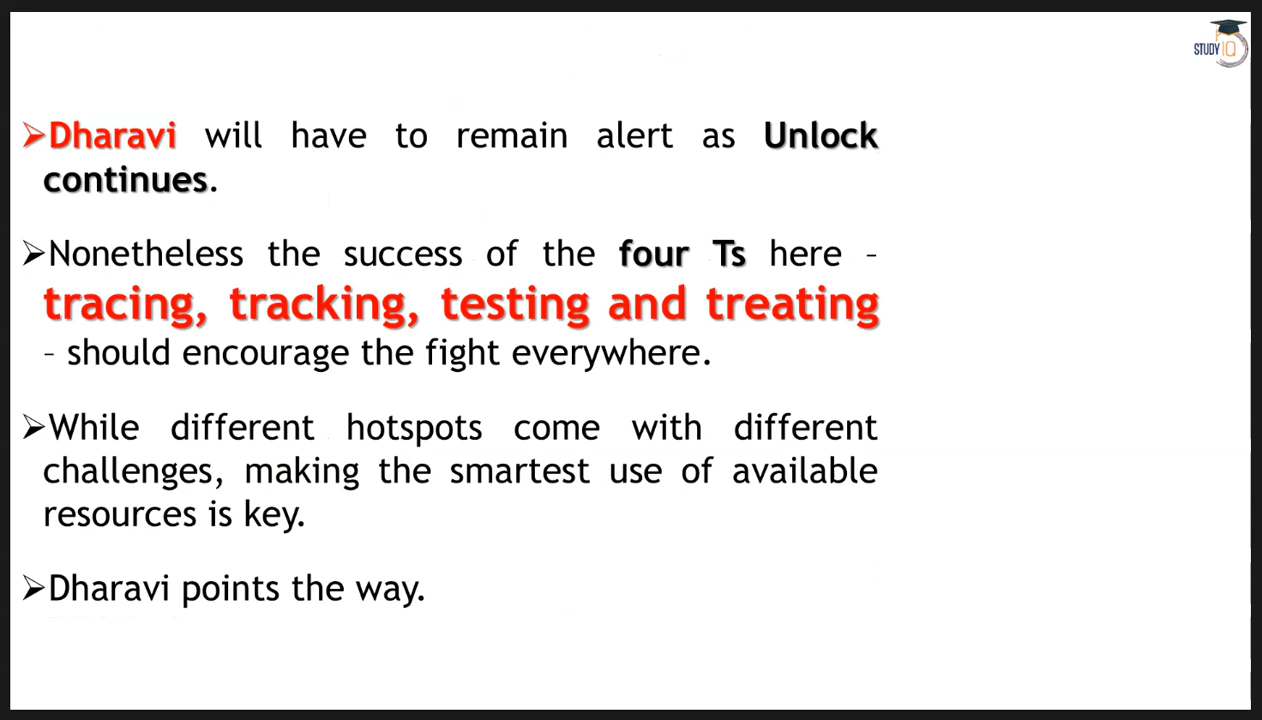 STUDY IQ
➢Dharavi will have to remain alert as Unlock
continues.
➢Nonetheless the success of the four Ts here –
tracing, tracking, testing and treating
– should encourage the fight everywhere.
➢While different hotspots come with different
challenges, making the smartest use of available
resources is key.
➢Dharavi points the way.